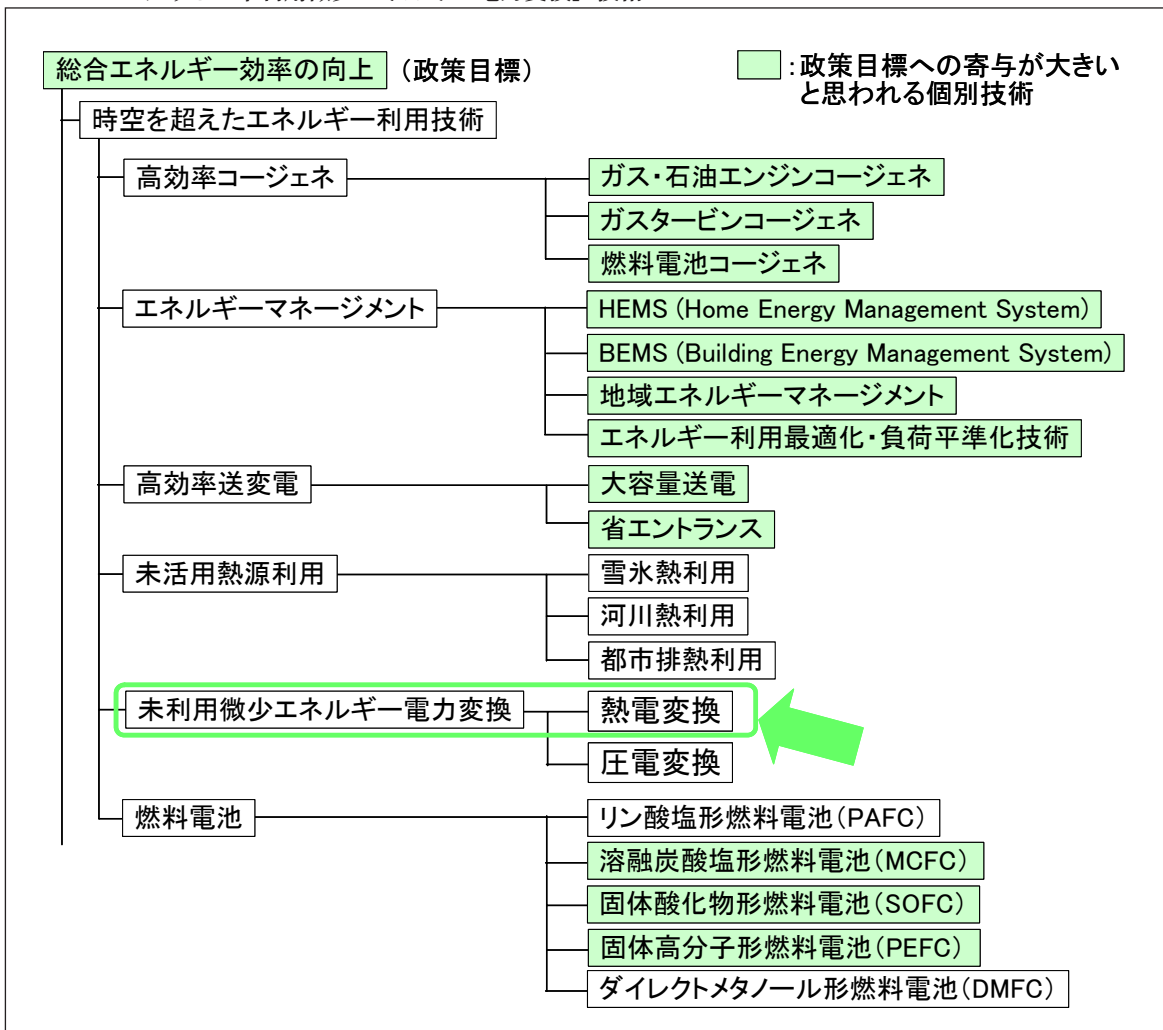 総合エネルギー効率の向上 (政策目標)
:政策目標への寄与が大きい
と思われる個別技術
時空を超えたエネルギー利用技術
高効率コージェネ
ガス・石油エンジンコージェネ
ガスタービンコージェネ
燃料電池コージェネ
エネルギーマネージメント
HEMS (Home Energy Management System)
BEMS (Building Energy Management System)
地域エネルギーマネージメント
エネルギー利用最適化・負荷平準化技術
高効率送変電
大容量送電
省エントランス
未活用熱源利用
雪氷熱利用
河川熱利用
都市排熱利用
未利用微少エネルギー電力変換
熱電変換
圧電変換
燃料電池
リン酸塩形燃料電池(PAFC)
溶融炭酸塩形燃料電池(MCFC)
固体酸化物形燃料電池(SOFC)
固体高分子形燃料電池(PEFC)
ダイレクトメタノール形燃料電池(DMFC)